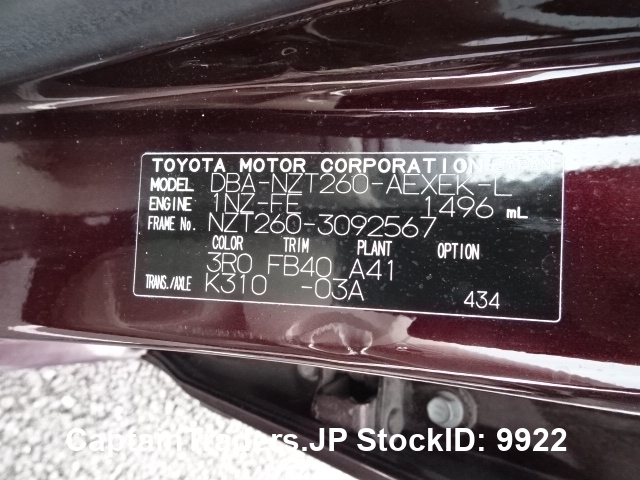 TOYOTA MOTOR CORPORATION
MODEL DBA-NZT260-AEXEK-L
ENGINE 1NZ-FE 1496 mL
FRAME No. NZT260-3092567
COLOR TRIM PLANT OPTION
3R0 FB40 A41
TRANS./AXLE K310 -03A
434
CaptainTraders.JP StockID: 9922